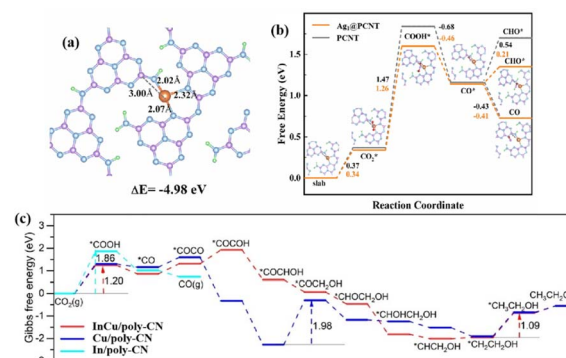 (a)
2.02Å
3.00Å
2.32Å
2.07Å
ΔE= -4.98 eV
(b)
Free Energy (eV)
1.5
1.0
0.5
0.0
Ag₁@PCNT
PCNT
COOH*
-0.68
-0.46
CHO*
0.54
0.21
CHO*
1.47
1.26
CO*
-0.43
-0.41
CO
CO₂*
0.37
0.34
slab
Reaction Coordinate
(c)
Gibbs free energy (eV)
3
2
1
0
-1
-2
CO₂(g)
*COOH
1.86
1.20
*CO
*COCO
CO(g)
*COCOH
*COCHOH
*COCH₂OH
1.98
*CHOCH₂OH
*CHOHCH₂OH
*CHCH₂OH
*CH₂CH₂OH
*CH₃CH₂OH
1.09
CH₃CH₂OH
InCu/poly-CN
Cu/poly-CN
In/poly-CN